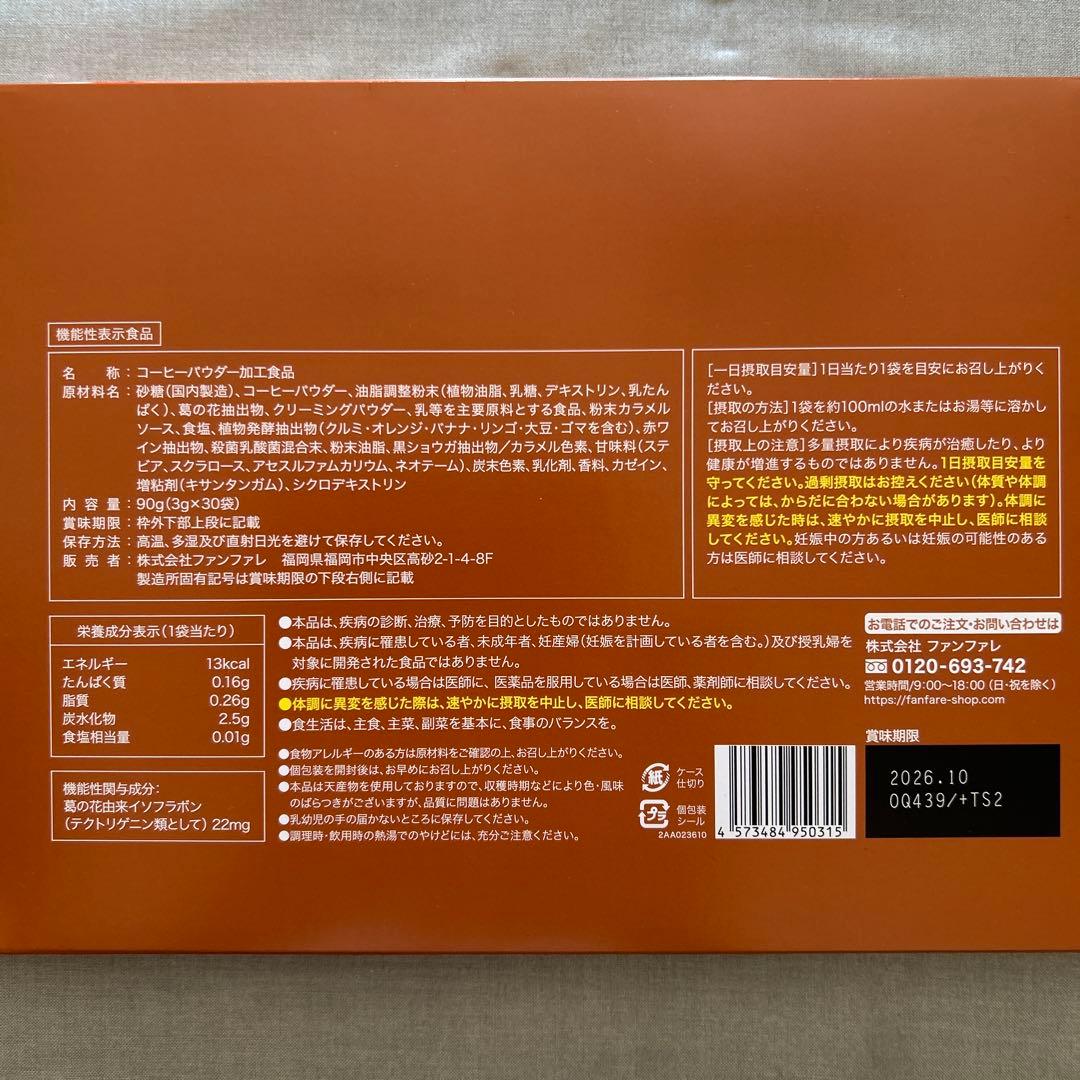 機能性表示食品
名　　称：コーヒーパウダー加工食品
原材料名：砂糖（国内製造）、コーヒーパウダー、油脂調整粉末（植物油脂、乳糖、デキストリン、乳たん
ぱく）、葛の花抽出物、クリーミングパウダー、乳等を主要原料とする食品、粉末カラメル
ソース、食塩、植物発酵抽出物（クルミ・オレンジ・バナナ・リンゴ・大豆・ゴマを含む）、赤ワ
イン抽出物、殺菌乳酸菌混合末、粉末油脂、黒ショウガ抽出物／カラメル色素、甘味料（ステ
ビア、スクラロース、アセスルファムカリウム、ネオテーム）、炭末色素、乳化剤、香料、カゼイン、
増粘剤（キサンタンガム）、シクロデキストリン
内 容 量：90g（3g×30袋）
賞味期限：枠外下部上段に記載
保存方法：高温、多湿及び直射日光を避けて保存してください。
販 売 者：株式会社ファンファレ　福岡県福岡市中央区高砂2-1-4-8F
製造所固有記号は賞味期限の下段右側に記載
［一日摂取目安量］1日当たり1袋を目安にお召し上がりく
ださい。
［摂取の方法］1袋を約100mlの水またはお湯等に溶かし
てお召し上がりください。
［摂取上の注意］多量摂取により疾病が治癒したり、より
健康が増進するものではありません。1日摂取目安量を
守ってください。過剰摂取はお控えください（体質や体調
によっては、からだに合わない場合があります）。体調に
異変を感じた時は、速やかに摂取を中止し、医師に相談
してください。妊娠中の方あるいは妊娠の可能性のある
方は医師に相談してください。
栄養成分表示（1袋当たり）
エネルギー 13kcal
たんぱく質 0.16g
脂質 0.26g
炭水化物 2.5g
食塩相当量 0.01g
機能性関与成分：
葛の花由来イソフラボン
（テクトリゲニン類として）22mg
●本品は、疾病の診断、治療、予防を目的としたものではありません。
●本品は、疾病に罹患している者、未成年者、妊産婦（妊娠を計画している者を含む。）及び授乳婦を
対象に開発された食品ではありません。
●疾病に罹患している場合は医師に、医薬品を服用している場合は医師、薬剤師に相談してください。
●体調に異変を感じた際は、速やかに摂取を中止し、医師に相談してください。
●食生活は、主食、主菜、副菜を基本に、食事のバランスを。
●食物アレルギーのある方は原材料をご確認の上、お召し上がりください。
●個包装を開封後は、お早めにお召し上がりください。
●本品は天産物を使用しておりますので、収穫時期などにより色・風味
のばらつきがございますが、品質に問題はありません。
●乳幼児の手の届かないところに保存してください。
●調理時・飲用時の熱湯でのやけどには、充分ご注意ください。
紙
ケース
仕切り
プラ
個包装
シール
2AA023610
4 573484 950315
お電話でのご注文・お問い合わせは
株式会社 ファンファレ
0120-693-742
営業時間/9:00〜18:00（日・祝を除く）
https://fanfare-shop.com
賞味期限
2026.10
0Q439/+TS2